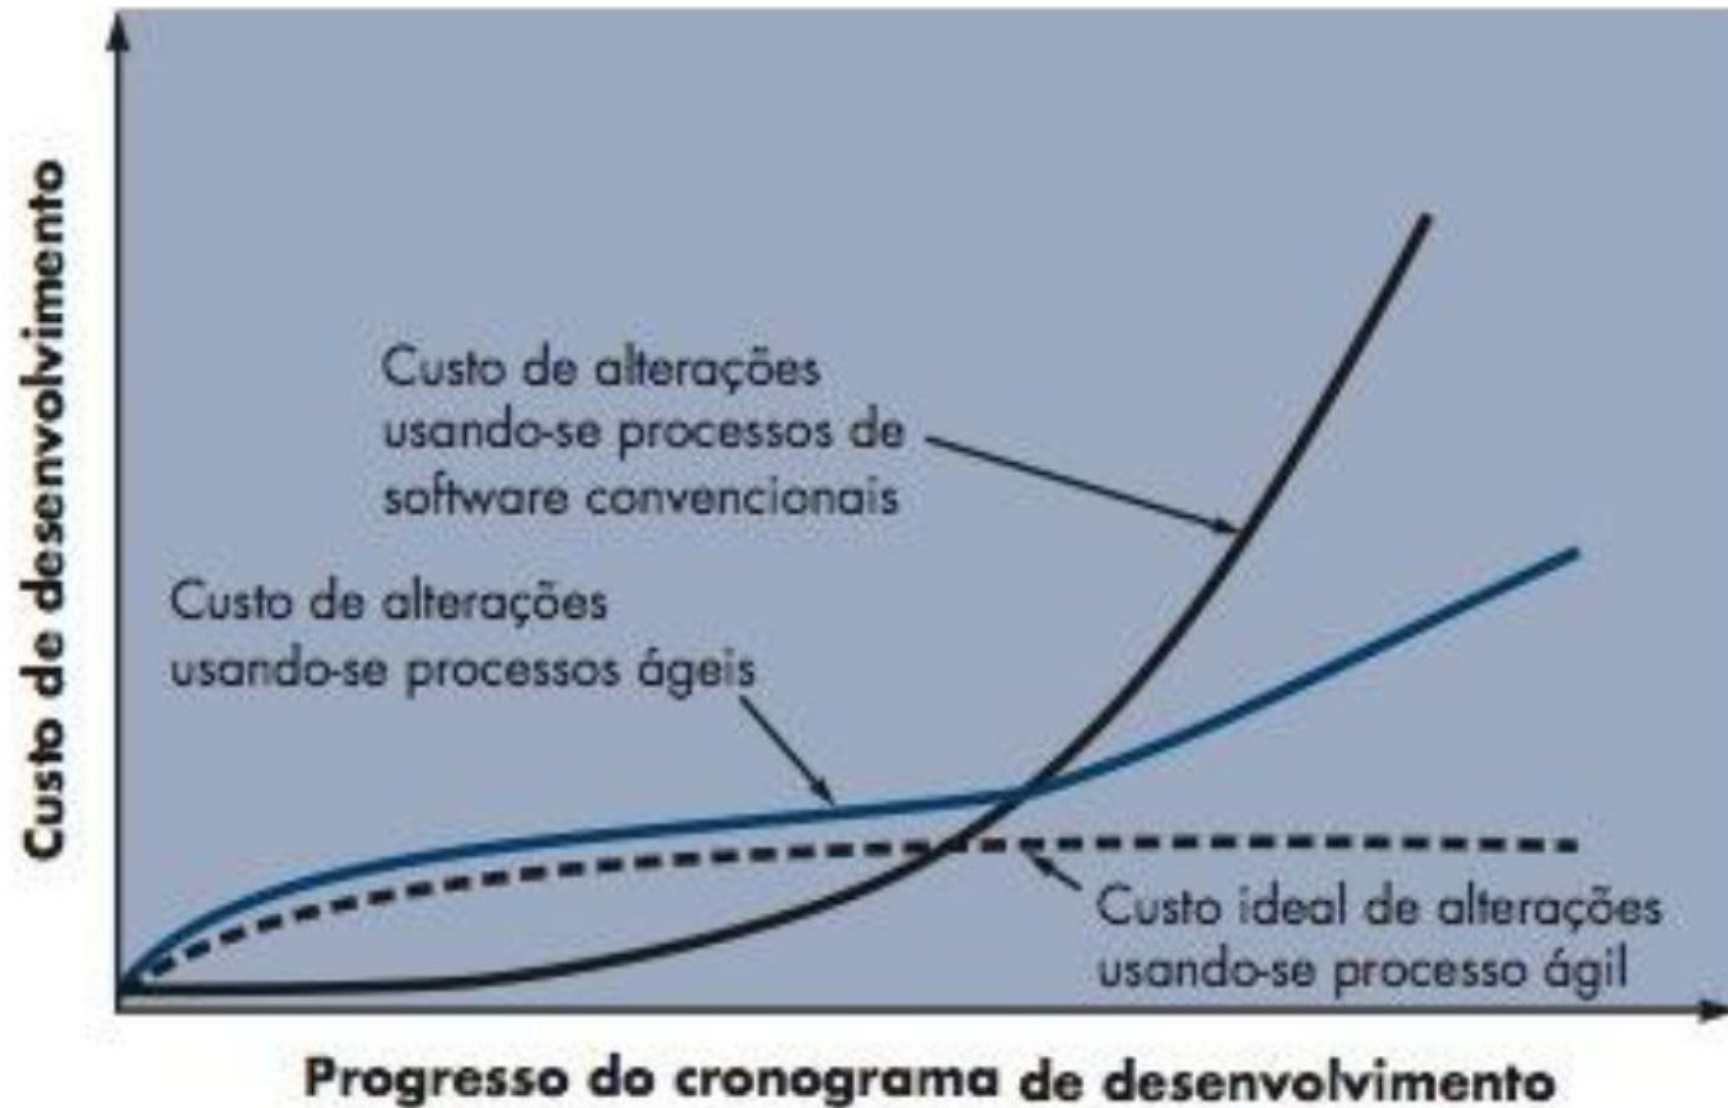 Custo de desenvolvimento
Custo de alterações
usando-se processos de
software convencionais
Custo de alterações
usando-se processos ágeis
Custo ideal de alterações
usando-se processo ágil
Progresso do cronograma de desenvolvimento